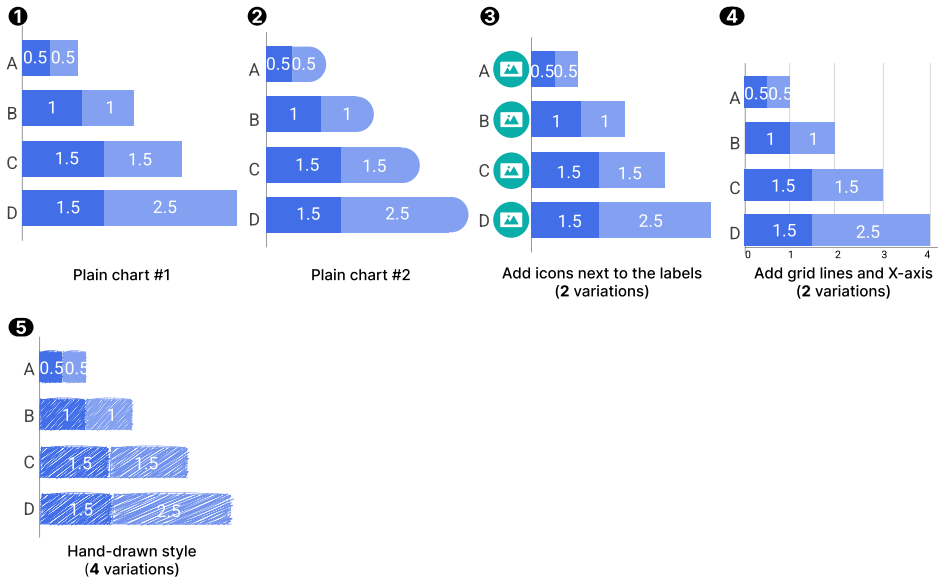 1
A 0.5 0.5
B 1 1
C 1.5 1.5
D 1.5 2.5
Plain chart #1
2
A 0.5 0.5
B 1 1
C 1.5 1.5
D 1.5 2.5
Plain chart #2
3
A 0.5 0.5
B 1 1
C 1.5 1.5
D 1.5 2.5
Add icons next to the labels
(2 variations)
4
A 0.5 0.5
B 1 1
C 1.5 1.5
D 1.5 2.5
0 1 2 3 4
Add grid lines and X-axis
(2 variations)
5
A 0.5 0.5
B 1 1
C 1.5 1.5
D 1.5 2.5
Hand-drawn style
(4 variations)